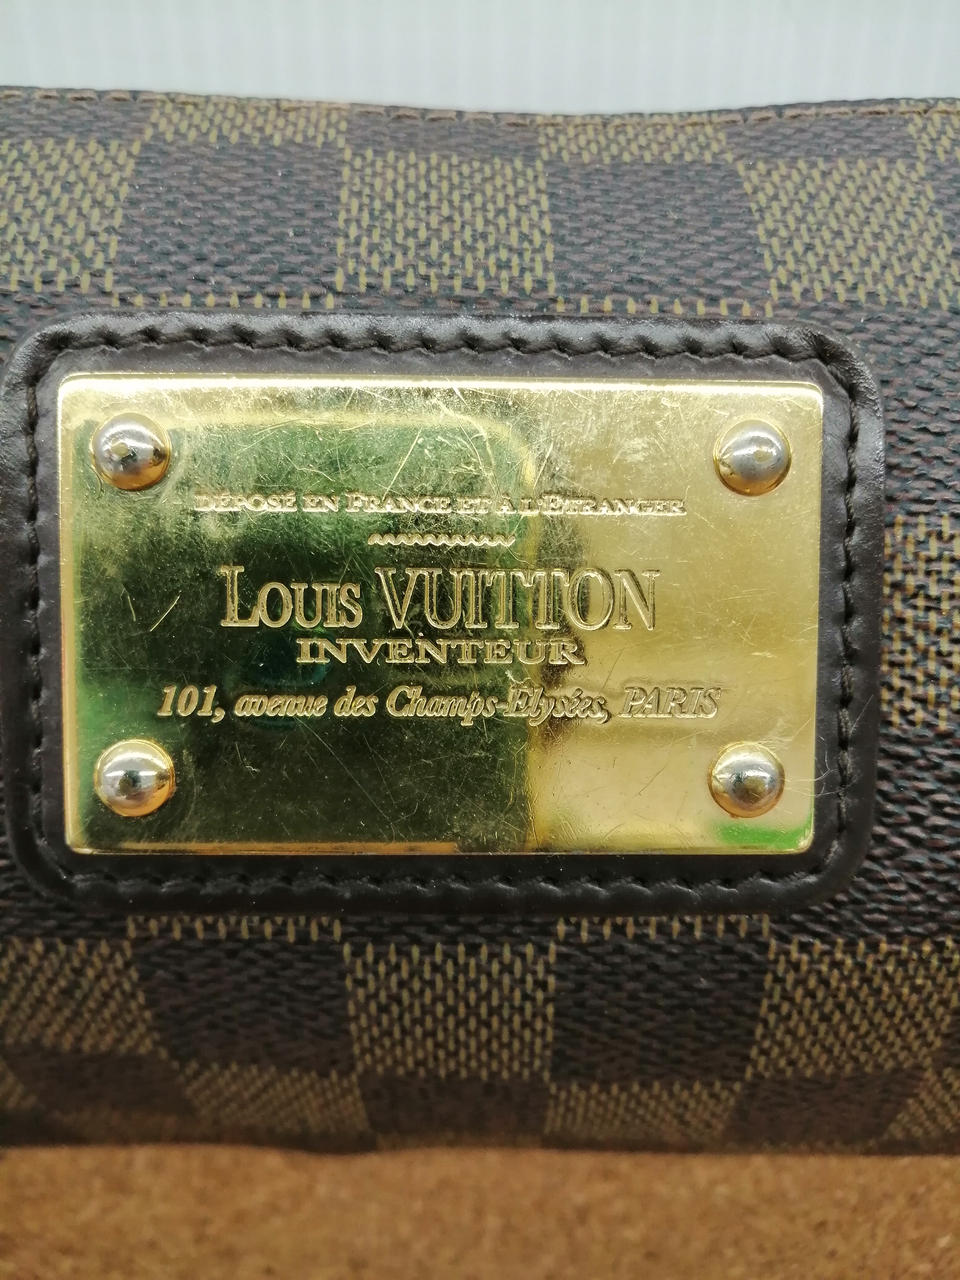 DÉPOSÉ EN FRANCE ET A L'ETRANGER
LOUIS VUITTON
INVENTEUR
101, avenue des Champs-Elysées, PARIS